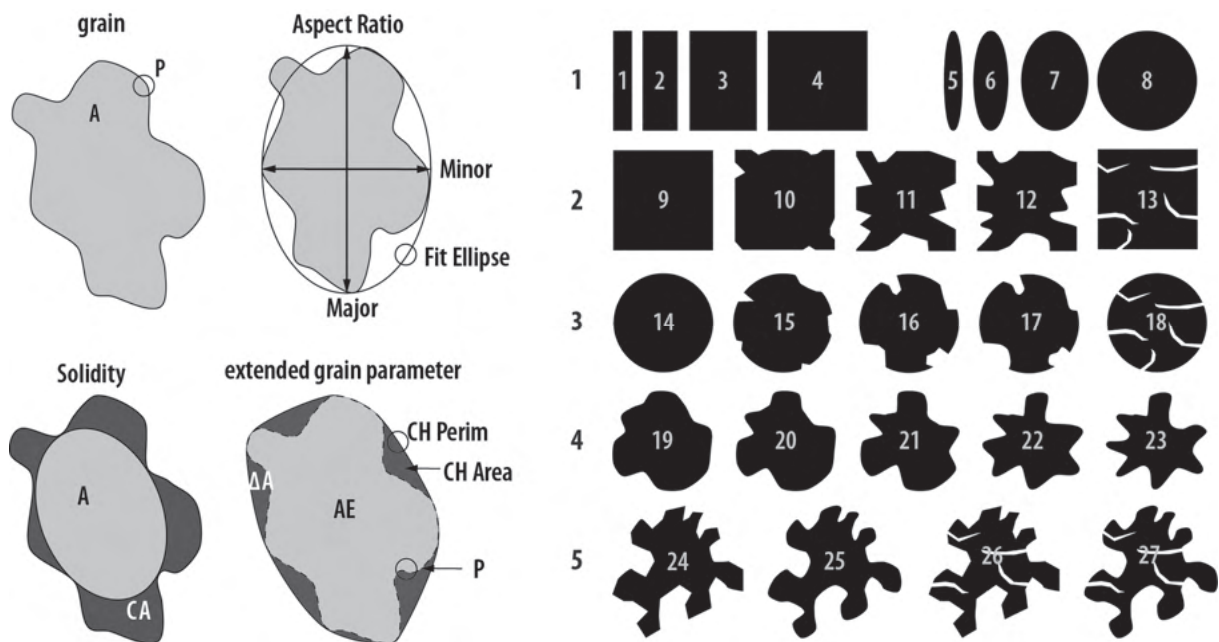 grain
P
A
Aspect Ratio
Minor
Fit Ellipse
Major
Solidity
A
CA
extended grain parameter
CH Perim
CH Area
ΔA
AE
P
1 1 2 3 4 5 6 7 8
2 9 10 11 12 13
3 14 15 16 17 18
4 19 20 21 22 23
5 24 25 26 27